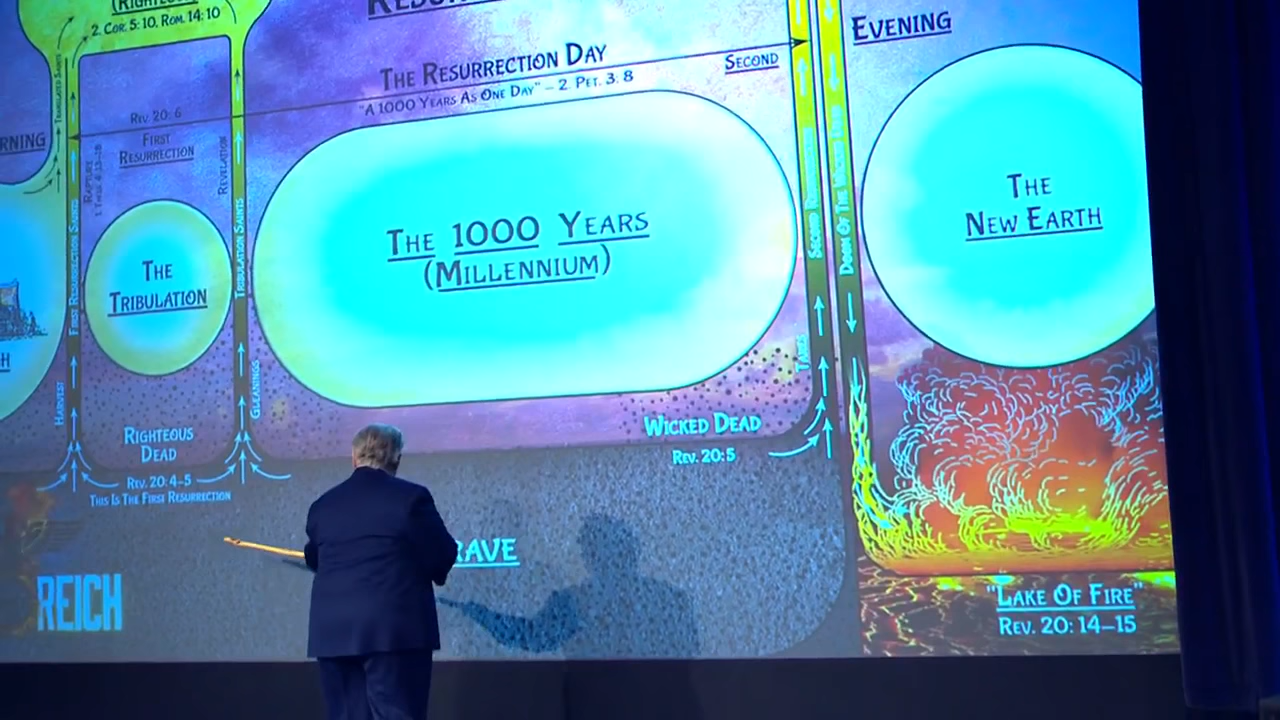 2. Cor. 5: 10. Rom. 14: 10
Translated Saints
The Resurrection Day
Second
"A 1000 Years As One Day" – 2. Pet. 3: 8
Evening
Rev. 20: 6
First
Resurrection
Rapture
Revelation
First Resurrection Saints
Tribulation Saints
The
Tribulation
The 1000 Years
(Millennium)
The
New Earth
Harvest
Gleanings
Tares
Righteous
Dead
Rev. 20: 4–5
This Is The First Resurrection
Wicked Dead
Rev. 20: 5
REICH
"Lake Of Fire"
Rev. 20: 14–15